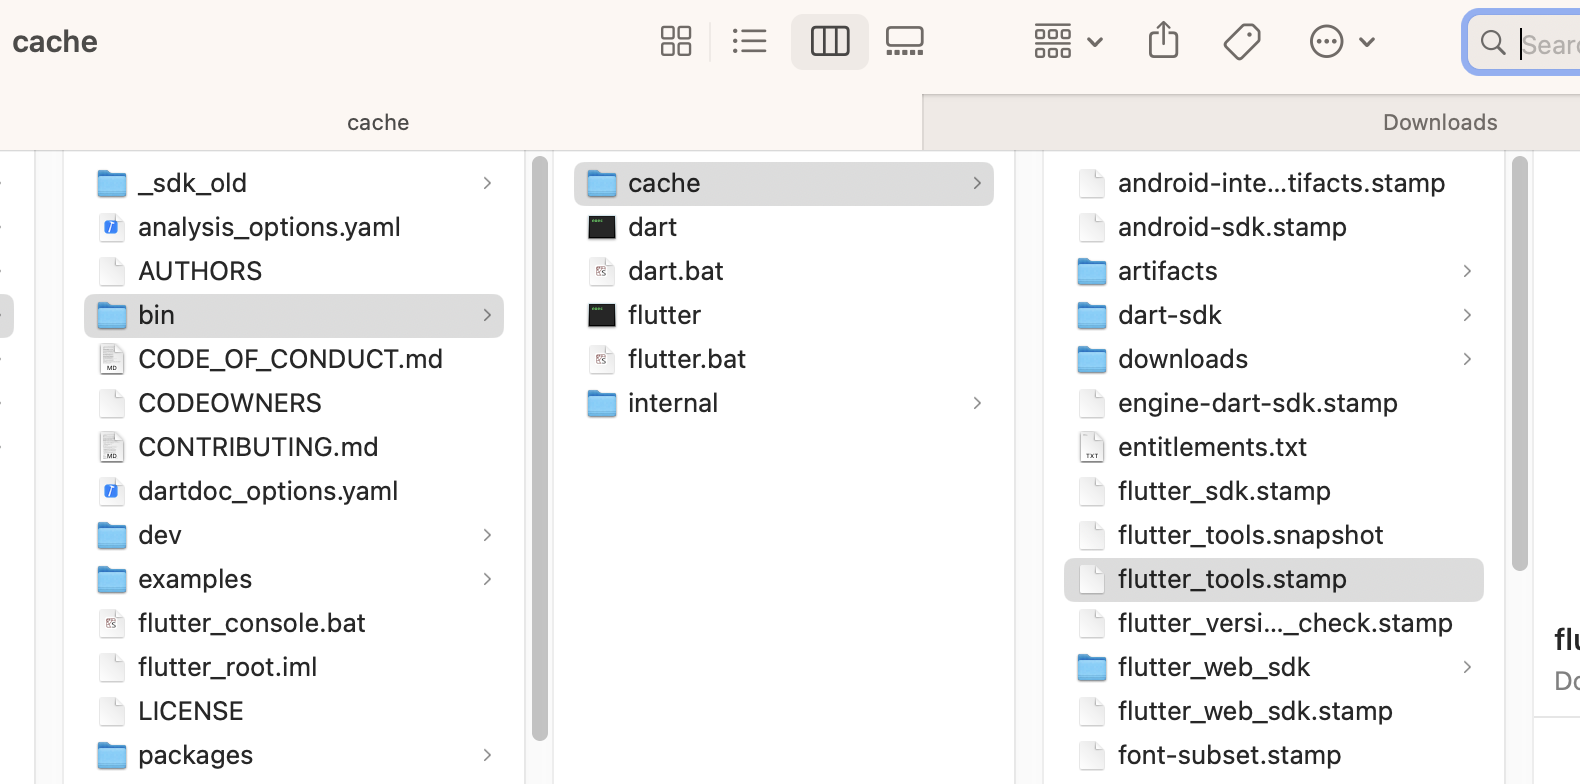 cache
Sear
cache
Downloads
_sdk_old
analysis_options.yaml
AUTHORS
bin
CODE_OF_CONDUCT.md
CODEOWNERS
CONTRIBUTING.md
dartdoc_options.yaml
dev
examples
flutter_console.bat
flutter_root.iml
LICENSE
packages
cache
dart
dart.bat
flutter
flutter.bat
internal
android-inte...tifacts.stamp
android-sdk.stamp
artifacts
dart-sdk
downloads
engine-dart-sdk.stamp
entitlements.txt
flutter_sdk.stamp
flutter_tools.snapshot
flutter_tools.stamp
flutter_versi..._check.stamp
flutter_web_sdk
flutter_web_sdk.stamp
font-subset.stamp
flu
Do